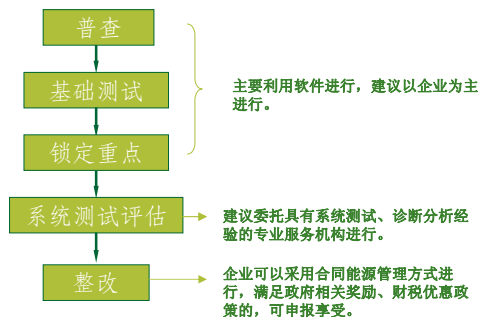 普查
基础测试
锁定重点
主要利用软件进行，建议以企业为主
进行。
系统测试评估
建议委托具有系统测试、诊断分析经
验的专业服务机构进行。
整改
企业可以采用合同能源管理方式进
行，满足政府相关奖励、财税优惠政
策的，可申报享受。